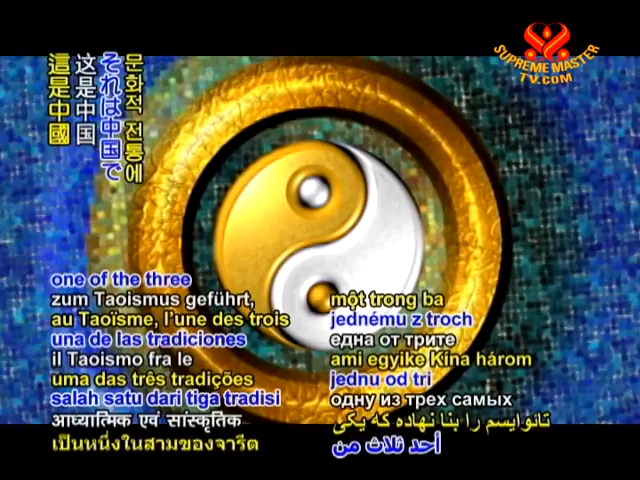 SUPREME MASTER
TV.COM
문화적 전통에
それは中国で
这是中国
這是中國
one of the three
zum Taoismus geführt,
au Taoïsme, l'une des trois
una de las tradiciones
il Taoismo fra le
uma das três tradições
salah satu dari tiga tradisi
आध्यात्मिक एवं सांस्कृतिक
เป็นหนึ่งในสามของจารีต
một trong ba
jednému z troch
една от трите
ami egyike Kína három
jednu od tri
одну из трех самых
تائوایسم را بنا نهاده که یکی
أحد ثلاث من